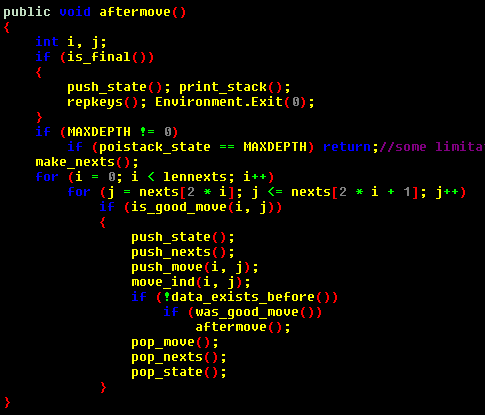 public void aftermove()
{
    int i, j;
    if (is_final())
    {
        push_state(); print_stack();
        repkeys(); Environment.Exit(0);
    }
    if (MAXDEPTH != 0)
        if (poistack_state == MAXDEPTH) return;//some limita
    make_nexts();
    for (i = 0; i < lennexts; i++)
        for (j = nexts[2 * i]; j <= nexts[2 * i + 1]; j++)
            if (is_good_move(i, j))
            {
                push_state();
                push_nexts();
                push_move(i, j);
                move_ind(i, j);
                if (!data_exists_before())
                    if (was_good_move())
                        aftermove();
                pop_move();
                pop_nexts();
                pop_state();
            }
}